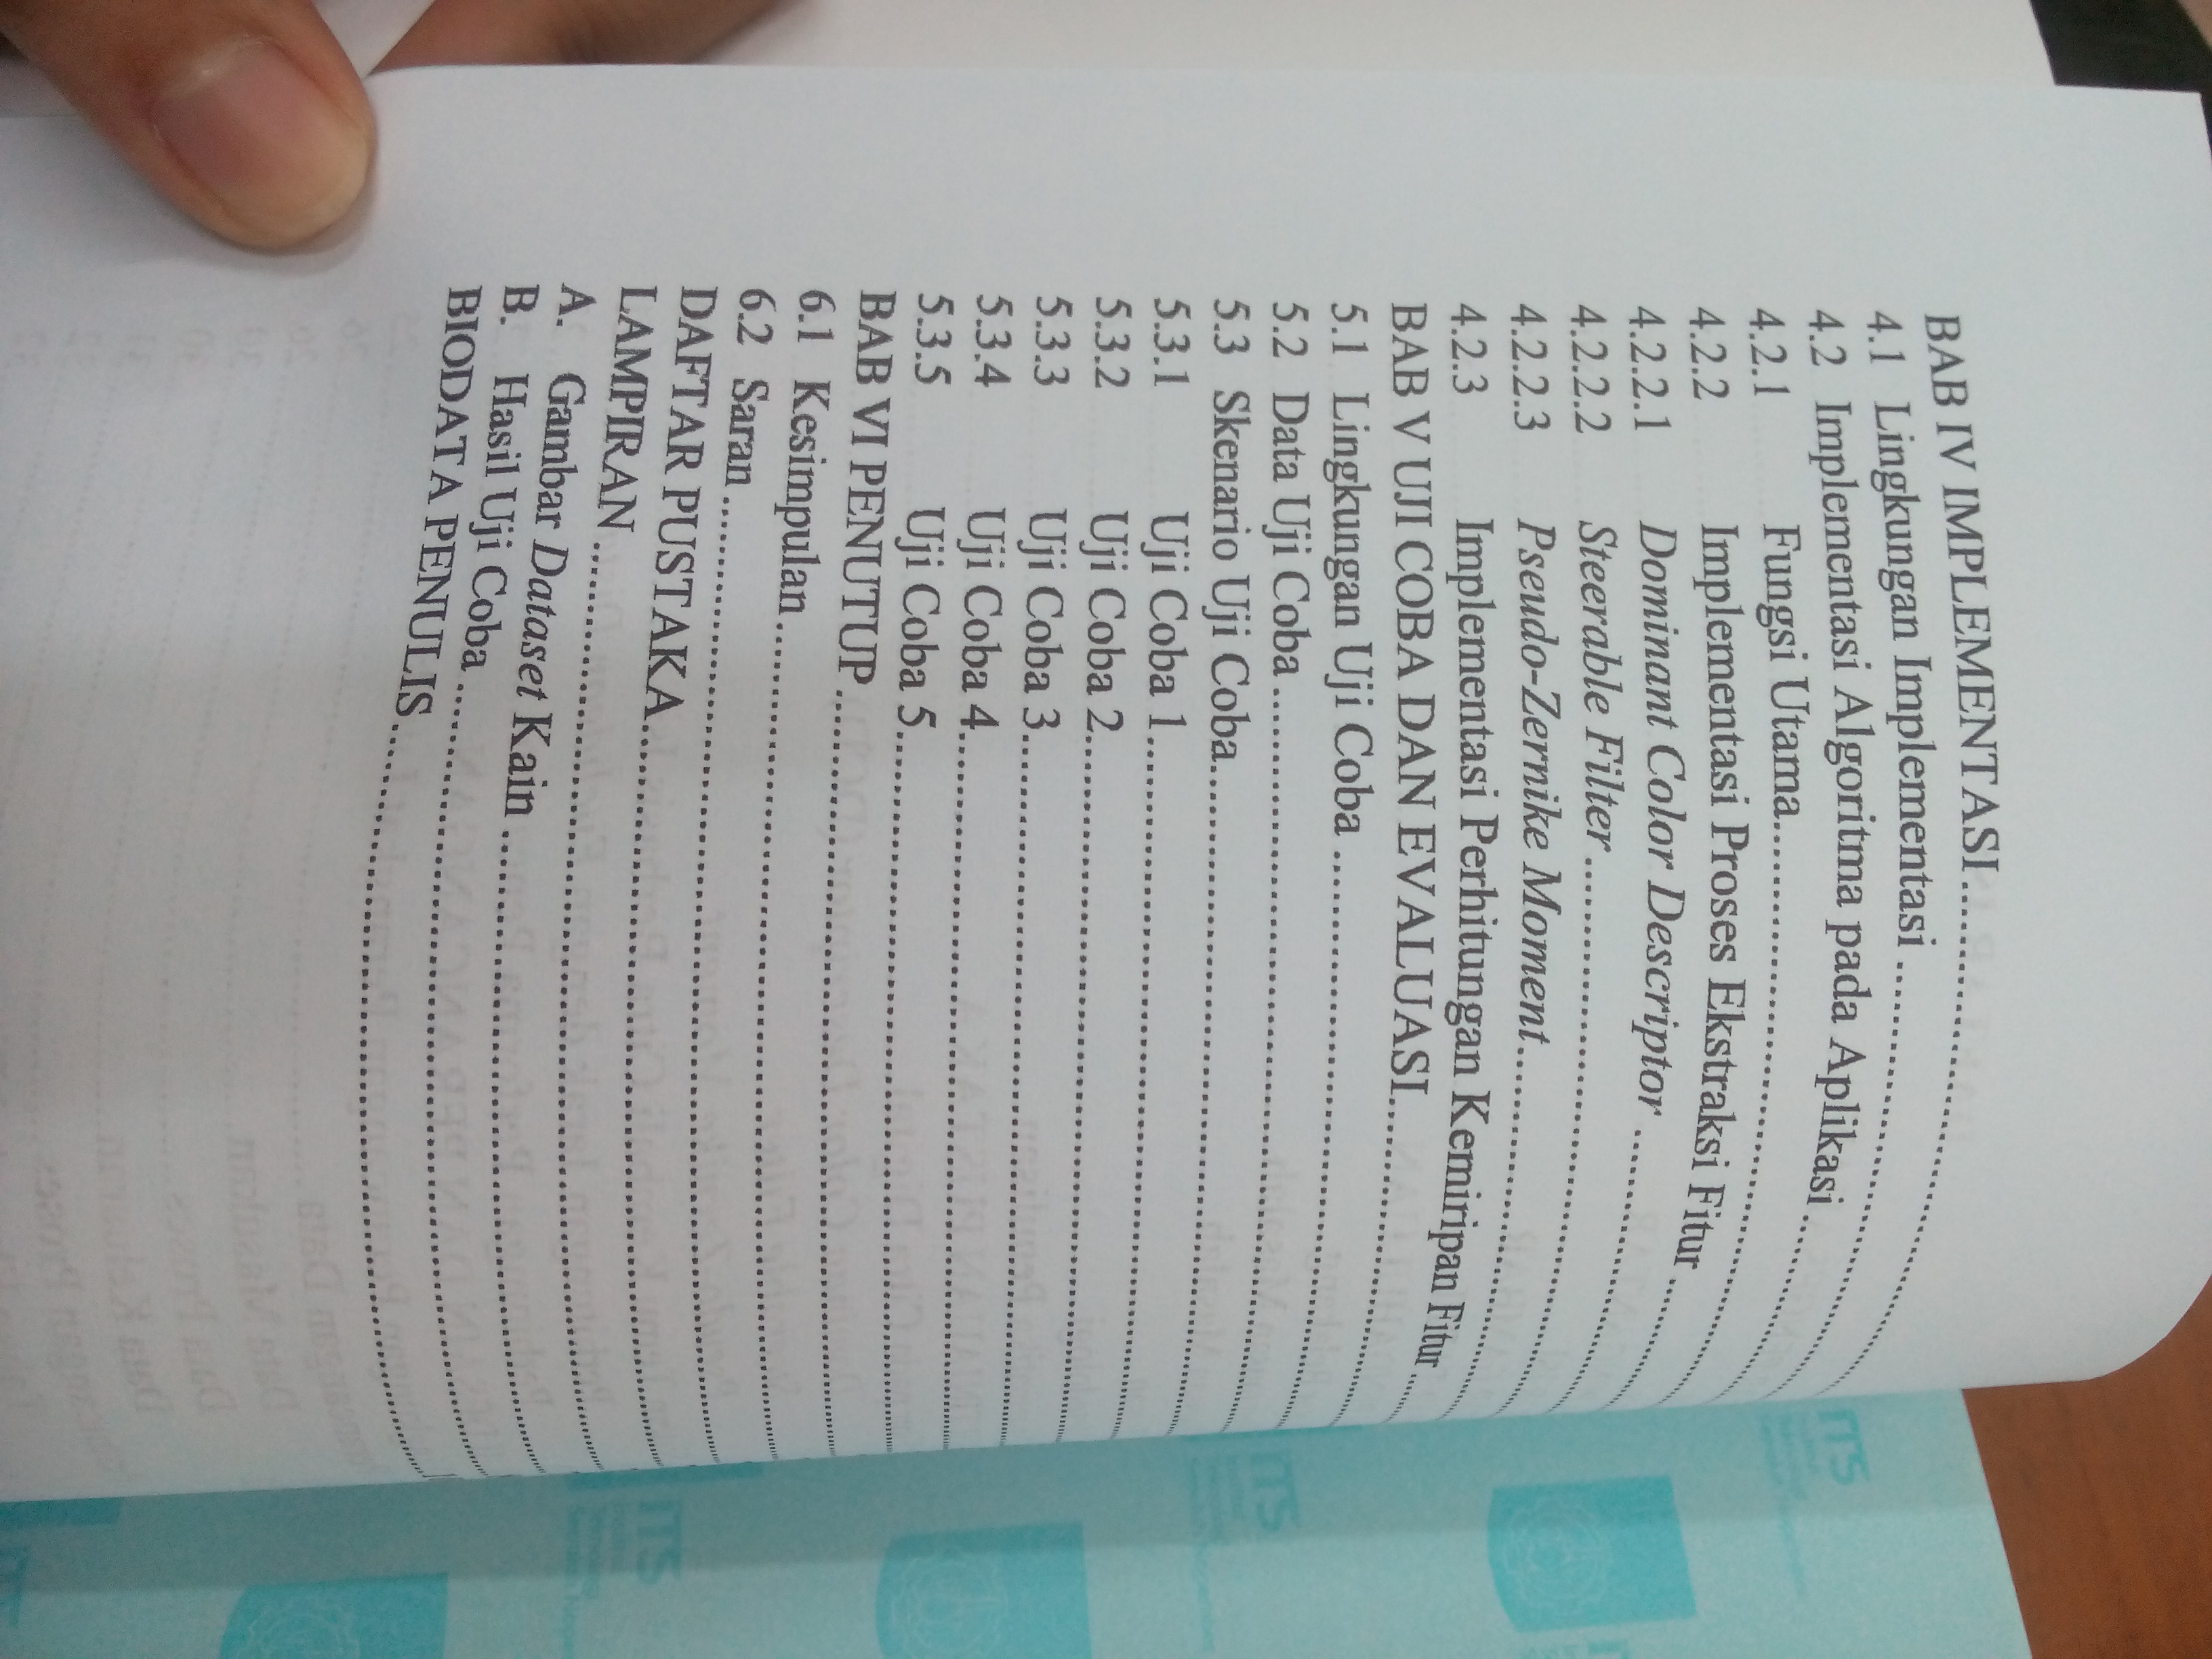 BAB IV IMPLEMENTASI
4.1 Lingkungan Implementasi
4.2 Implementasi Algoritma pada Aplikasi
4.2.1 Fungsi Utama
4.2.2 Implementasi Proses Ekstraksi Fitur
4.2.2.1 Dominant Color Descriptor
4.2.2.2 Steerable Filter
4.2.2.3 Pseudo-Zernike Moment
4.2.3 Implementasi Perhitungan Kemiripan Fitur
BAB V UJI COBA DAN EVALUASI
5.1 Lingkungan Uji Coba
5.2 Data Uji Coba
5.3 Skenario Uji Coba
5.3.1 Uji Coba 1
5.3.2 Uji Coba 2
5.3.3 Uji Coba 3
5.3.4 Uji Coba 4
5.3.5 Uji Coba 5
BAB VI PENUTUP
6.1 Kesimpulan
6.2 Saran
DAFTAR PUSTAKA
LAMPIRAN
A. Gambar Dataset Kain
B. Hasil Uji Coba
BIODATA PENULIS
ITS
ITS
ITS